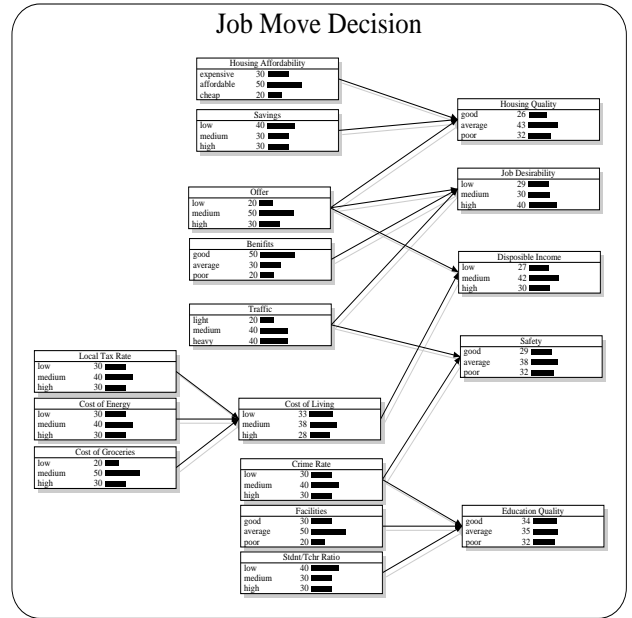 Job Move Decision
Housing Affordability
expensive 30
affordable 50
cheap 20
Savings
low 40
medium 30
high 30
Offer
low 20
medium 50
high 30
Benifits
good 50
average 30
poor 20
Traffic
light 20
medium 40
heavy 40
Local Tax Rate
low 30
medium 40
high 30
Cost of Energy
low 30
medium 40
high 30
Cost of Groceries
low 20
medium 50
high 30
Cost of Living
low 33
medium 38
high 28
Crime Rate
low 30
medium 40
high 30
Facilities
good 30
average 50
poor 20
Stdnt/Tchr Ratio
low 40
medium 30
high 30
Housing Quality
good 26
average 43
poor 32
Job Desirability
low 29
medium 30
high 40
Disposible Income
low 27
medium 42
high 30
Safety
good 29
average 38
poor 32
Education Quality
good 34
average 35
poor 32